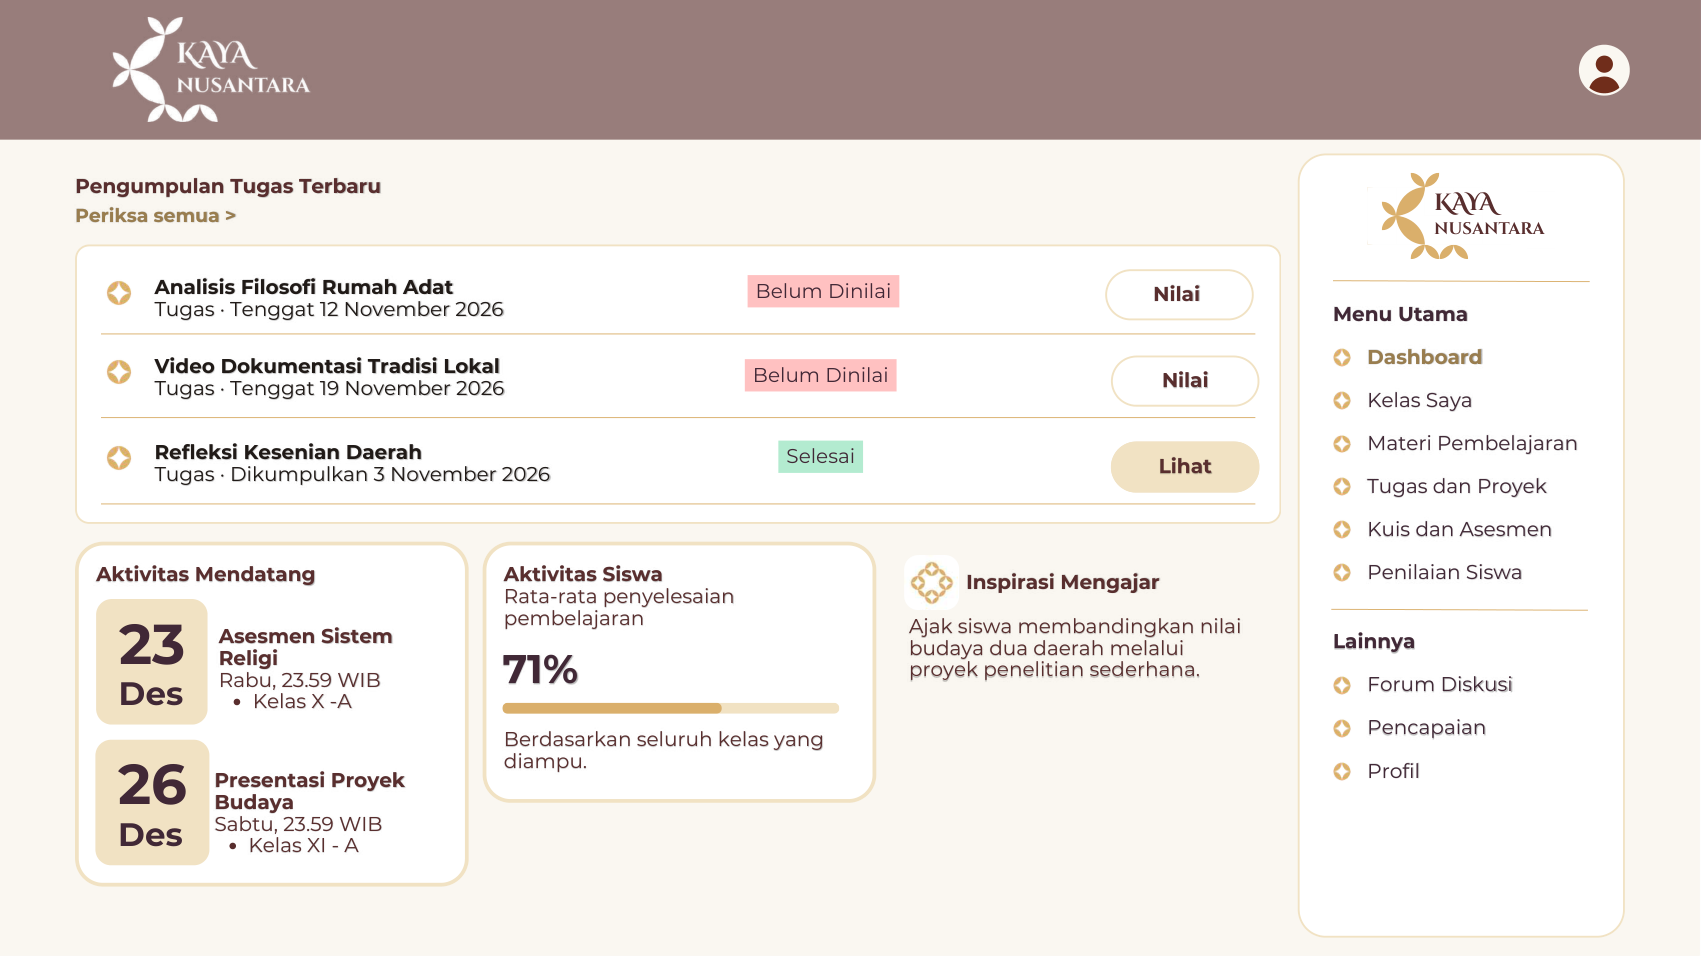 KAYA
NUSANTARA
Pengumpulan Tugas Terbaru
Periksa semua >
Analisis Filosofi Rumah Adat
Tugas · Tenggat 12 November 2026
Belum Dinilai
Nilai
Video Dokumentasi Tradisi Lokal
Tugas · Tenggat 19 November 2026
Belum Dinilai
Nilai
Refleksi Kesenian Daerah
Tugas · Dikumpulkan 3 November 2026
Selesai
Lihat
Aktivitas Mendatang
23
Des
Asesmen Sistem
Religi
Rabu, 23.59 WIB
• Kelas X -A
26
Des
Presentasi Proyek
Budaya
Sabtu, 23.59 WIB
• Kelas XI - A
Aktivitas Siswa
Rata-rata penyelesaian
pembelajaran
71%
Berdasarkan seluruh kelas yang
diampu.
Inspirasi Mengajar
Ajak siswa membandingkan nilai
budaya dua daerah melalui
proyek penelitian sederhana.
KAYA
NUSANTARA
Menu Utama
Dashboard
Kelas Saya
Materi Pembelajaran
Tugas dan Proyek
Kuis dan Asesmen
Penilaian Siswa
Lainnya
Forum Diskusi
Pencapaian
Profil